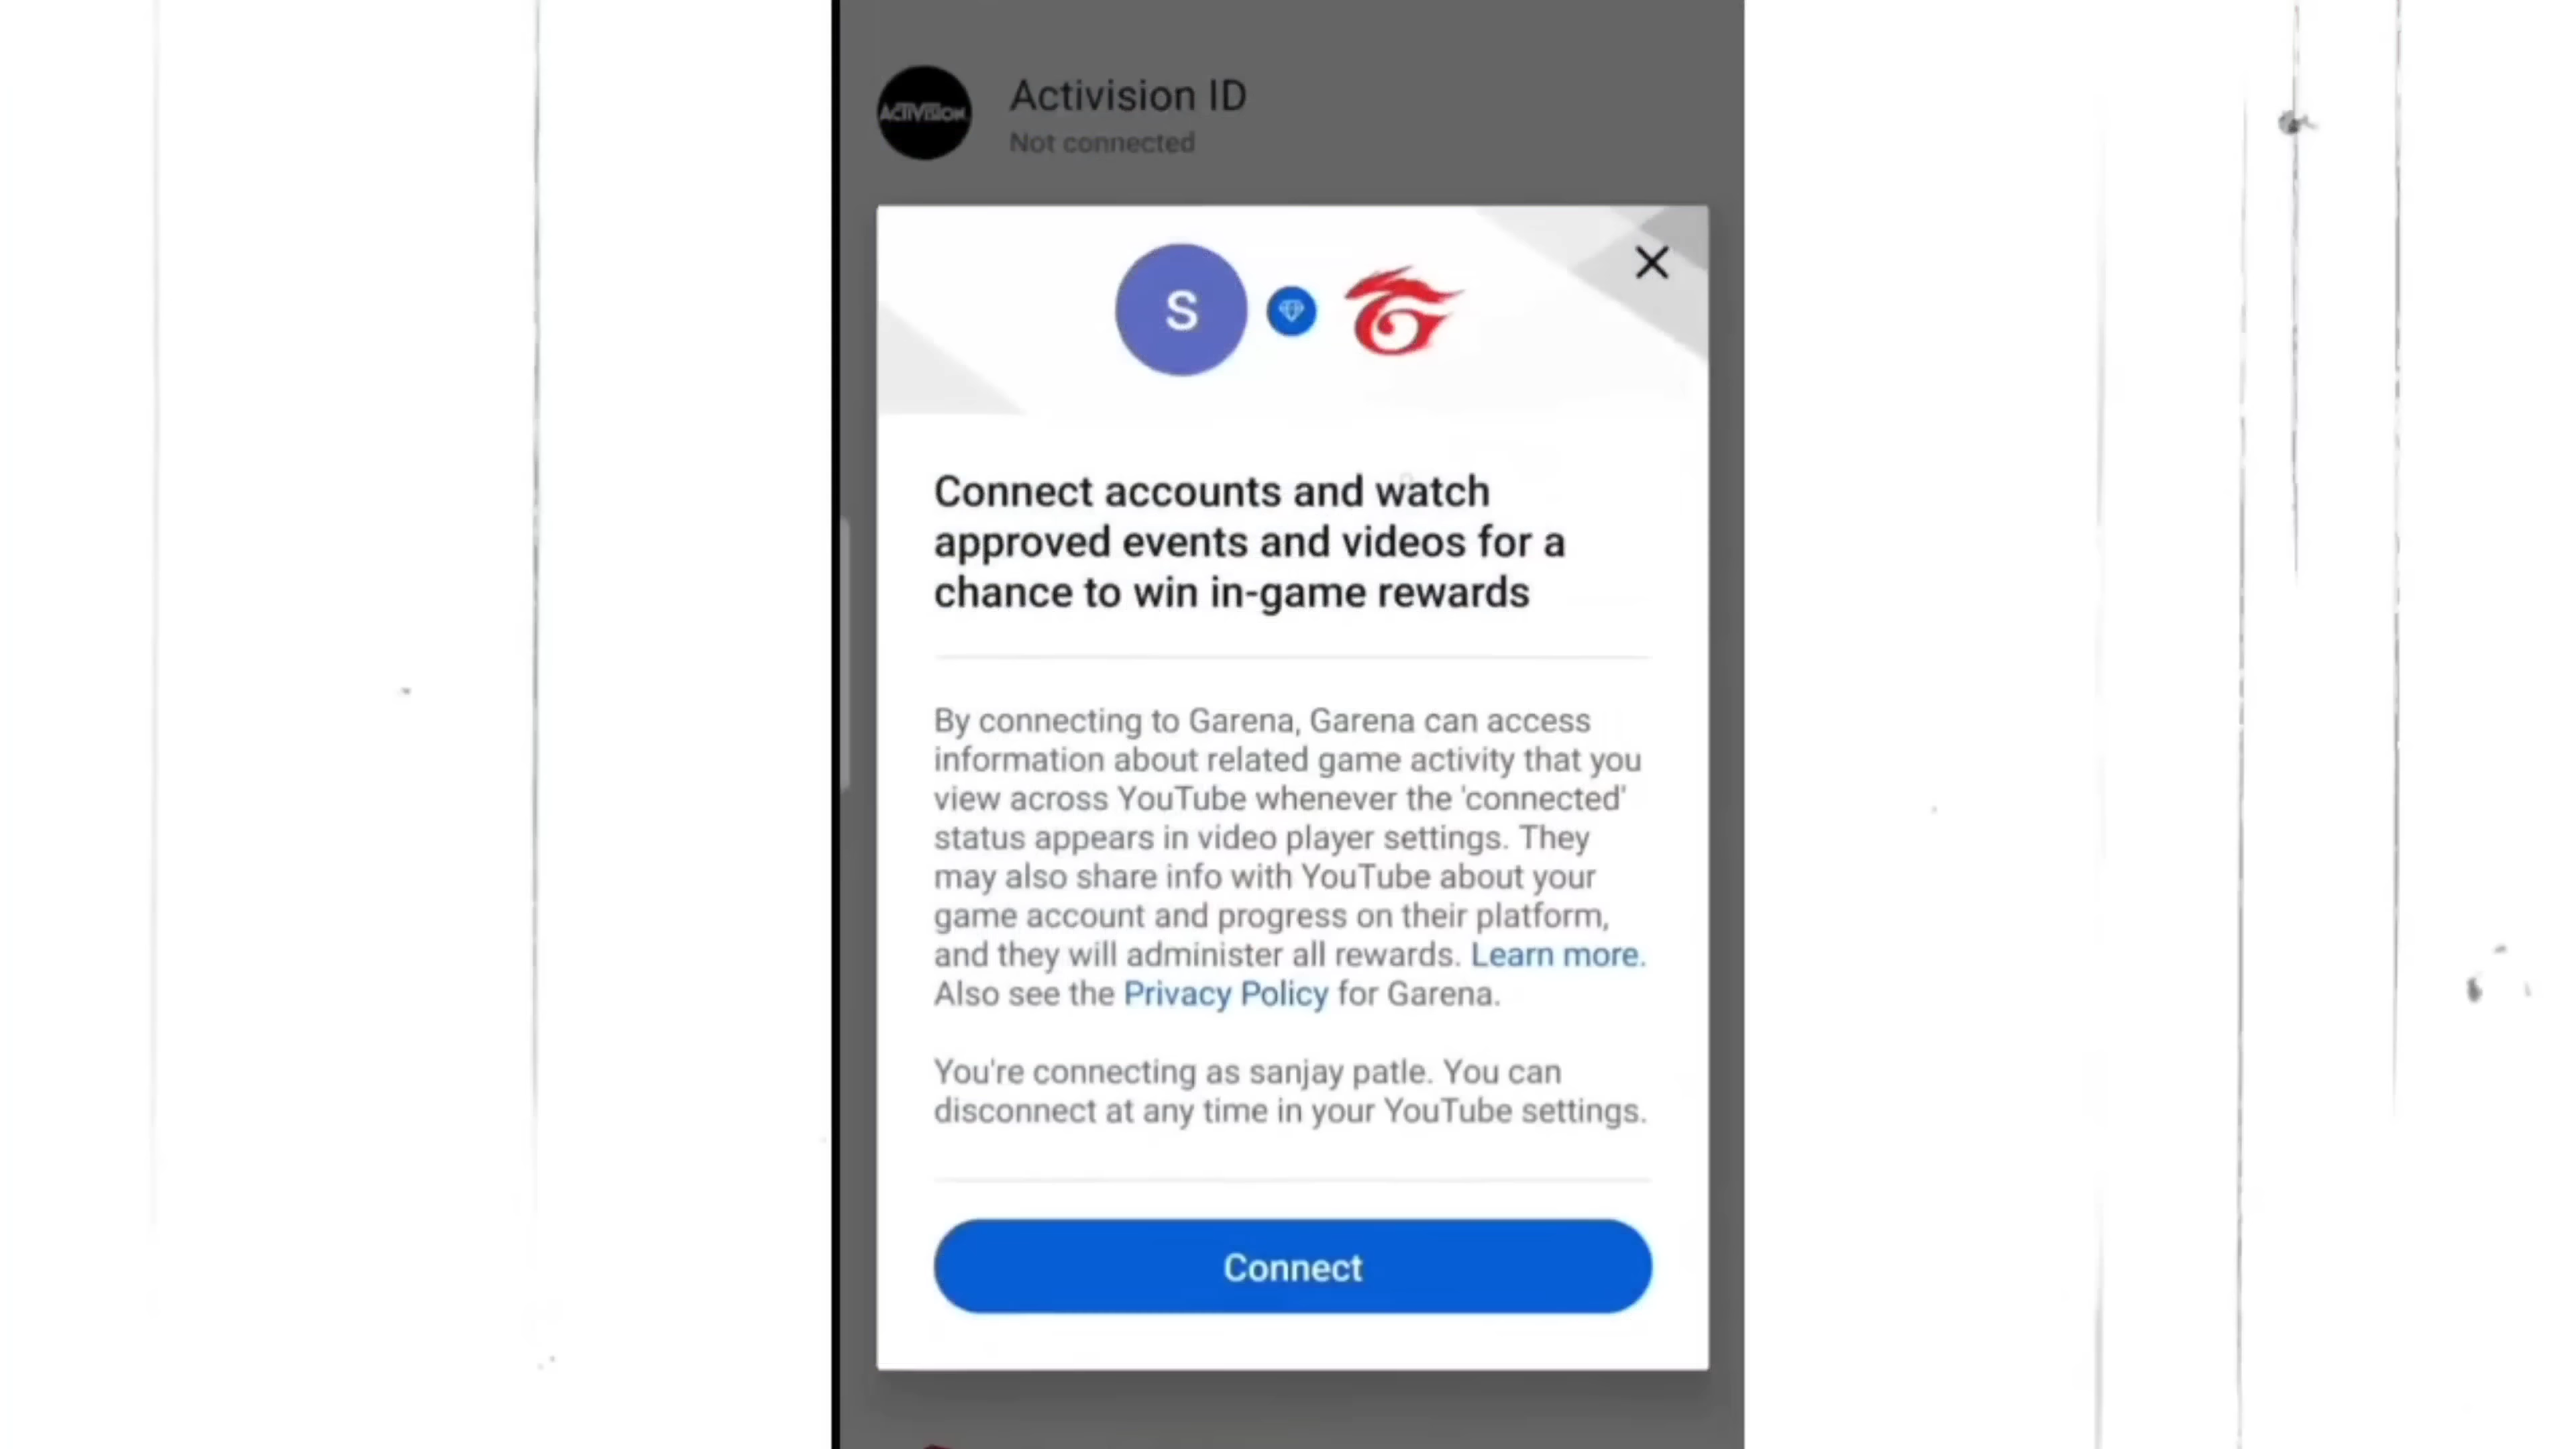 ACTIVISION
Activision ID
Not connected
S
Connect accounts and watch
approved events and videos for a
chance to win in-game rewards
By connecting to Garena, Garena can access
information about related game activity that you
view across YouTube whenever the 'connected'
status appears in video player settings. They
may also share info with YouTube about your
game account and progress on their platform,
and they will administer all rewards. Learn more.
Also see the Privacy Policy for Garena.
You're connecting as sanjay patle. You can
disconnect at any time in your YouTube settings.
Connect